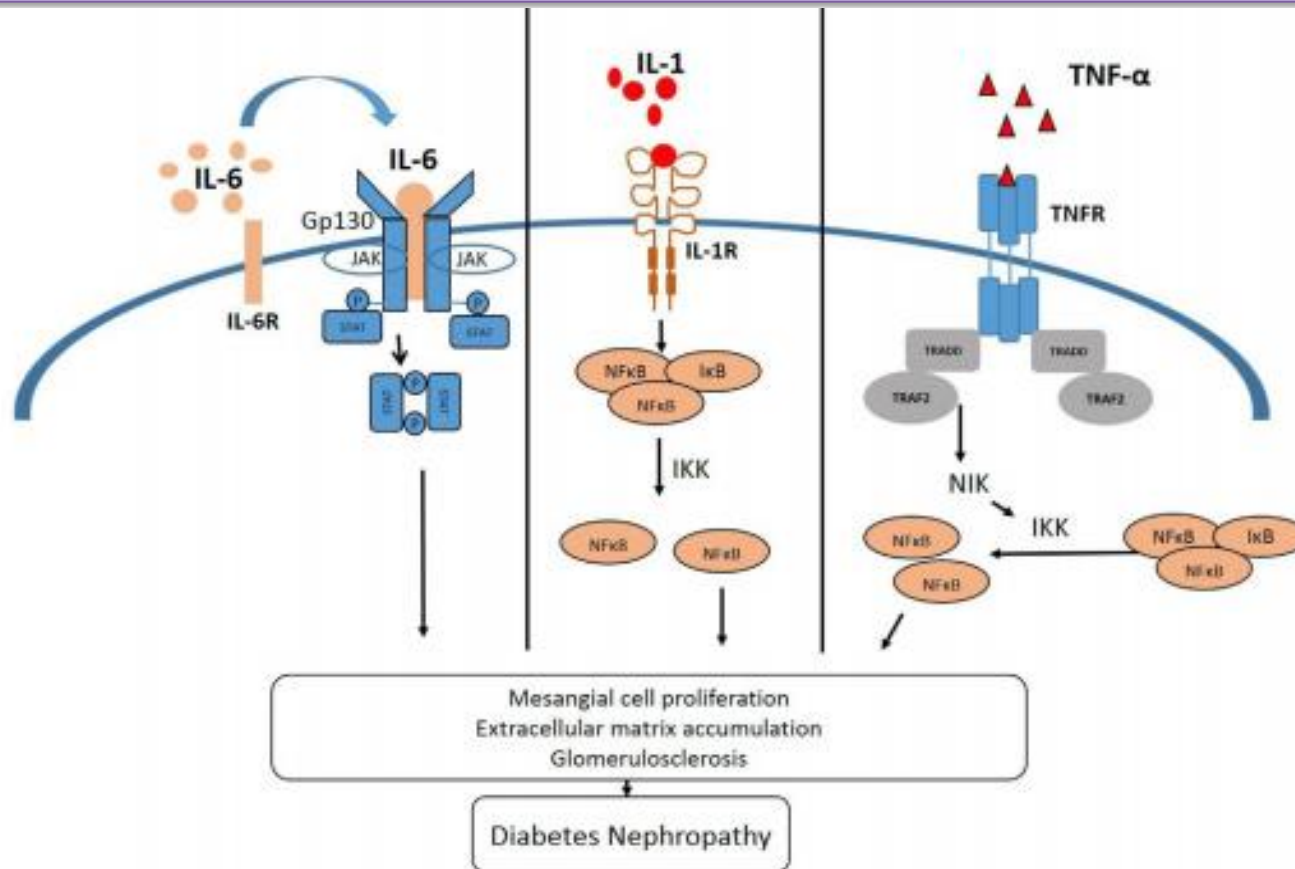 IL-6
IL-6R
IL-6
Gp130
JAK
JAK
P
P
STAT
STAT
STAT
P
P
STAT
IL-1
IL-1R
NFκB
IκB
NFκB
IKK
NFκB
NFκB
TNF-α
TNFR
TRADD
TRADD
TRAF2
TRAF2
NIK
IKK
NFκB
NFκB
NFκB
IκB
NFκB
Mesangial cell proliferation
Extracellular matrix accumulation
Glomerulosclerosis
Diabetes Nephropathy